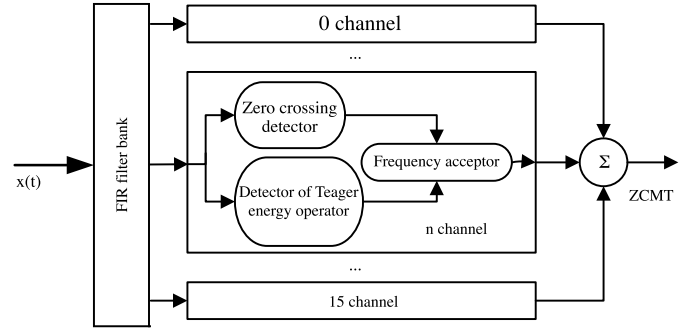 0 channel
...
Zero crossing
detector
Frequency acceptor
Detector of Teager
energy operator
n channel
FIR filter bank
x(t)
Σ
ZCMT
...
15 channel